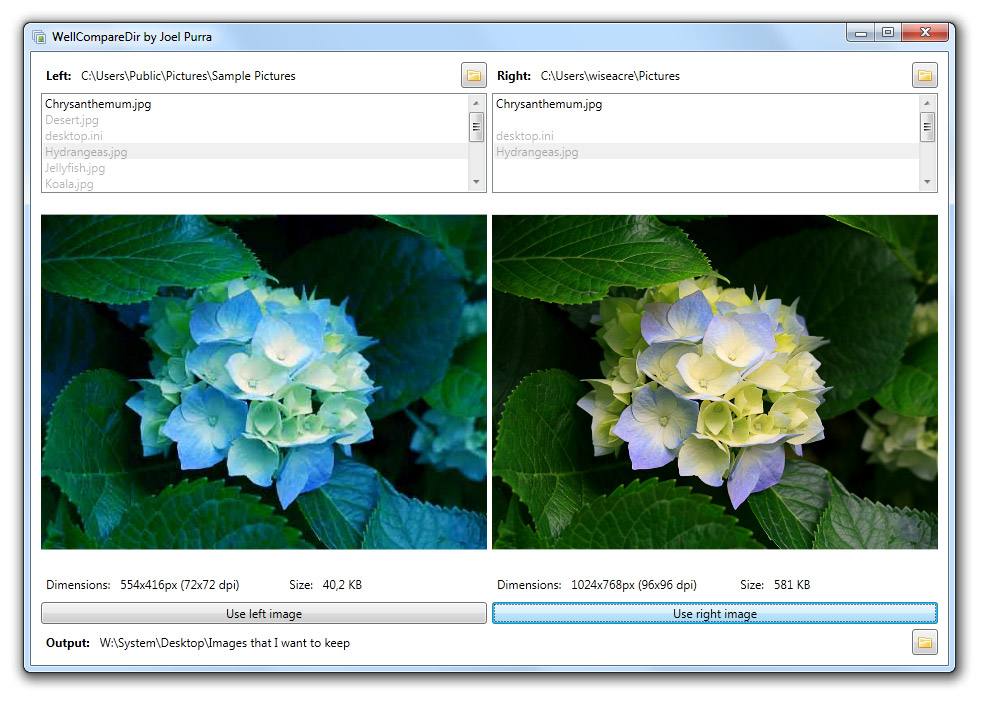 WellCompareDir by Joel Purra
Left: C:\Users\Public\Pictures\Sample Pictures
Chrysanthemum.jpg
Desert.jpg
desktop.ini
Hydrangeas.jpg
Jellyfish.jpg
Koala.jpg
Right: C:\Users\wiseacre\Pictures
Chrysanthemum.jpg
desktop.ini
Hydrangeas.jpg
Dimensions: 554x416px (72x72 dpi) Size: 40,2 KB
Dimensions: 1024x768px (96x96 dpi) Size: 581 KB
Use left image
Use right image
Output: W:\System\Desktop\Images that I want to keep